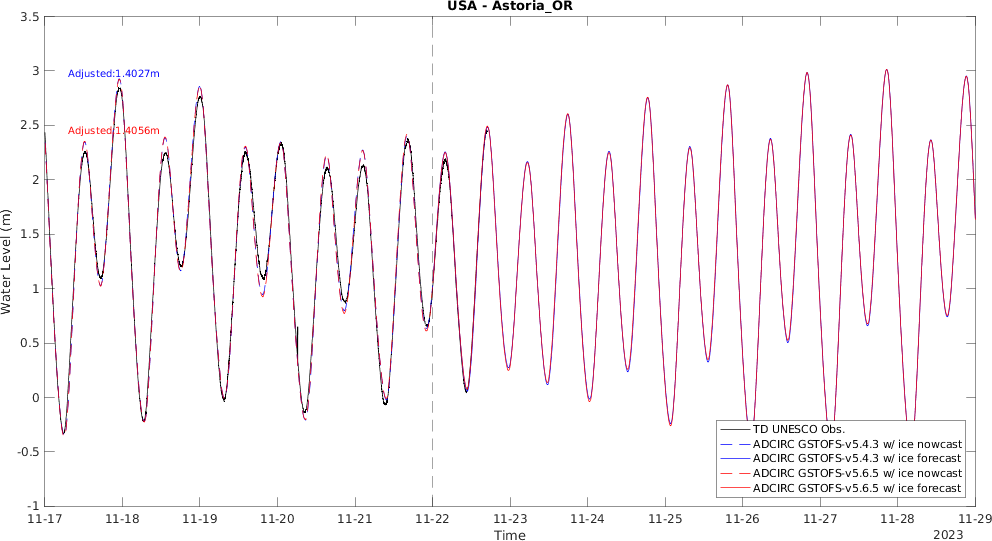 USA - Astoria_OR
3.5
3
2.5
2
1.5
1
0.5
0
-0.5
-1
Water Level (m)
Adjusted:1.4027m
Adjusted:1.4056m
TD UNESCO Obs.
ADCIRC GSTOFS-v5.4.3 w/ ice nowcast
ADCIRC GSTOFS-v5.4.3 w/ ice forecast
ADCIRC GSTOFS-v5.6.5 w/ ice nowcast
ADCIRC GSTOFS-v5.6.5 w/ ice forecast
11-17 11-18 11-19 11-20 11-21 11-22 11-23 11-24 11-25 11-26 11-27 11-28 11-29
Time
2023